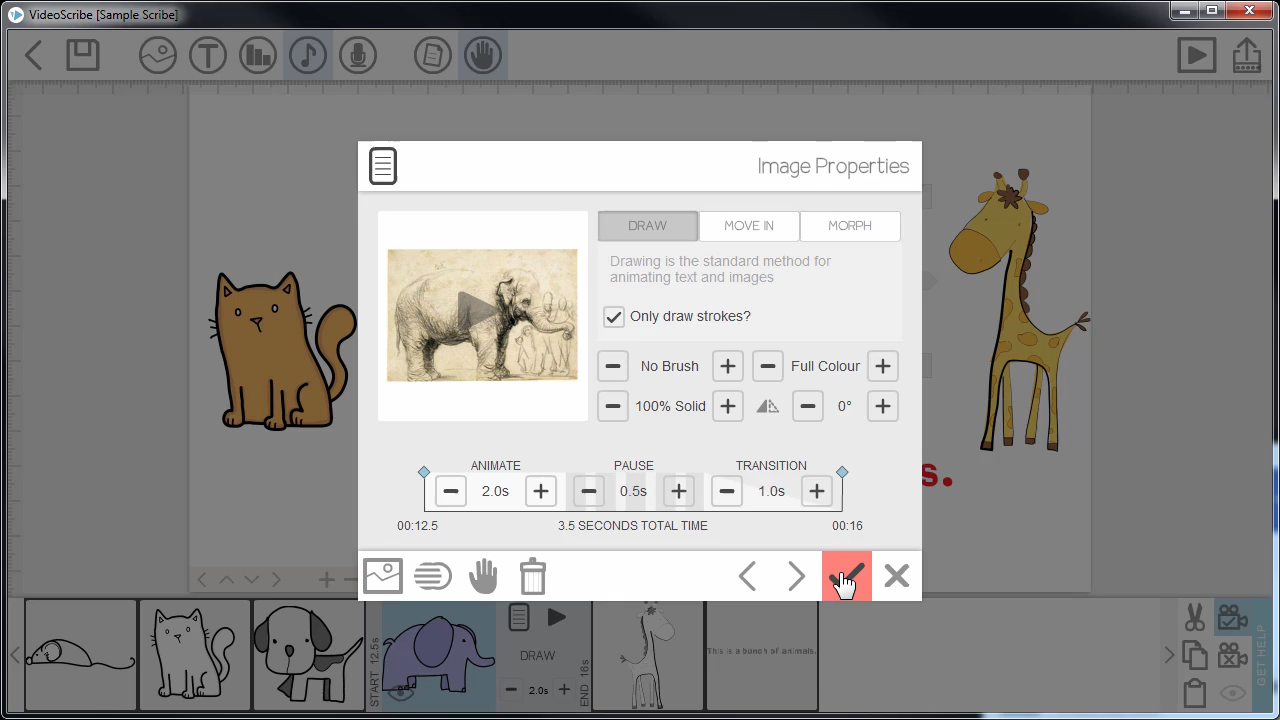 VideoScribe [Sample Scribe]
T
Image Properties
DRAW
MOVE IN
MORPH
Drawing is the standard method for
animating text and images
Only draw strokes?
No Brush
Full Colour
100% Solid
0°
s.
ANIMATE
PAUSE
TRANSITION
2.0s
0.5s
1.0s
00:12.5
3.5 SECONDS TOTAL TIME
00:16
START 12.5s
DRAW
2.0s
END 16s
This is a bunch of animals.
GET HELP